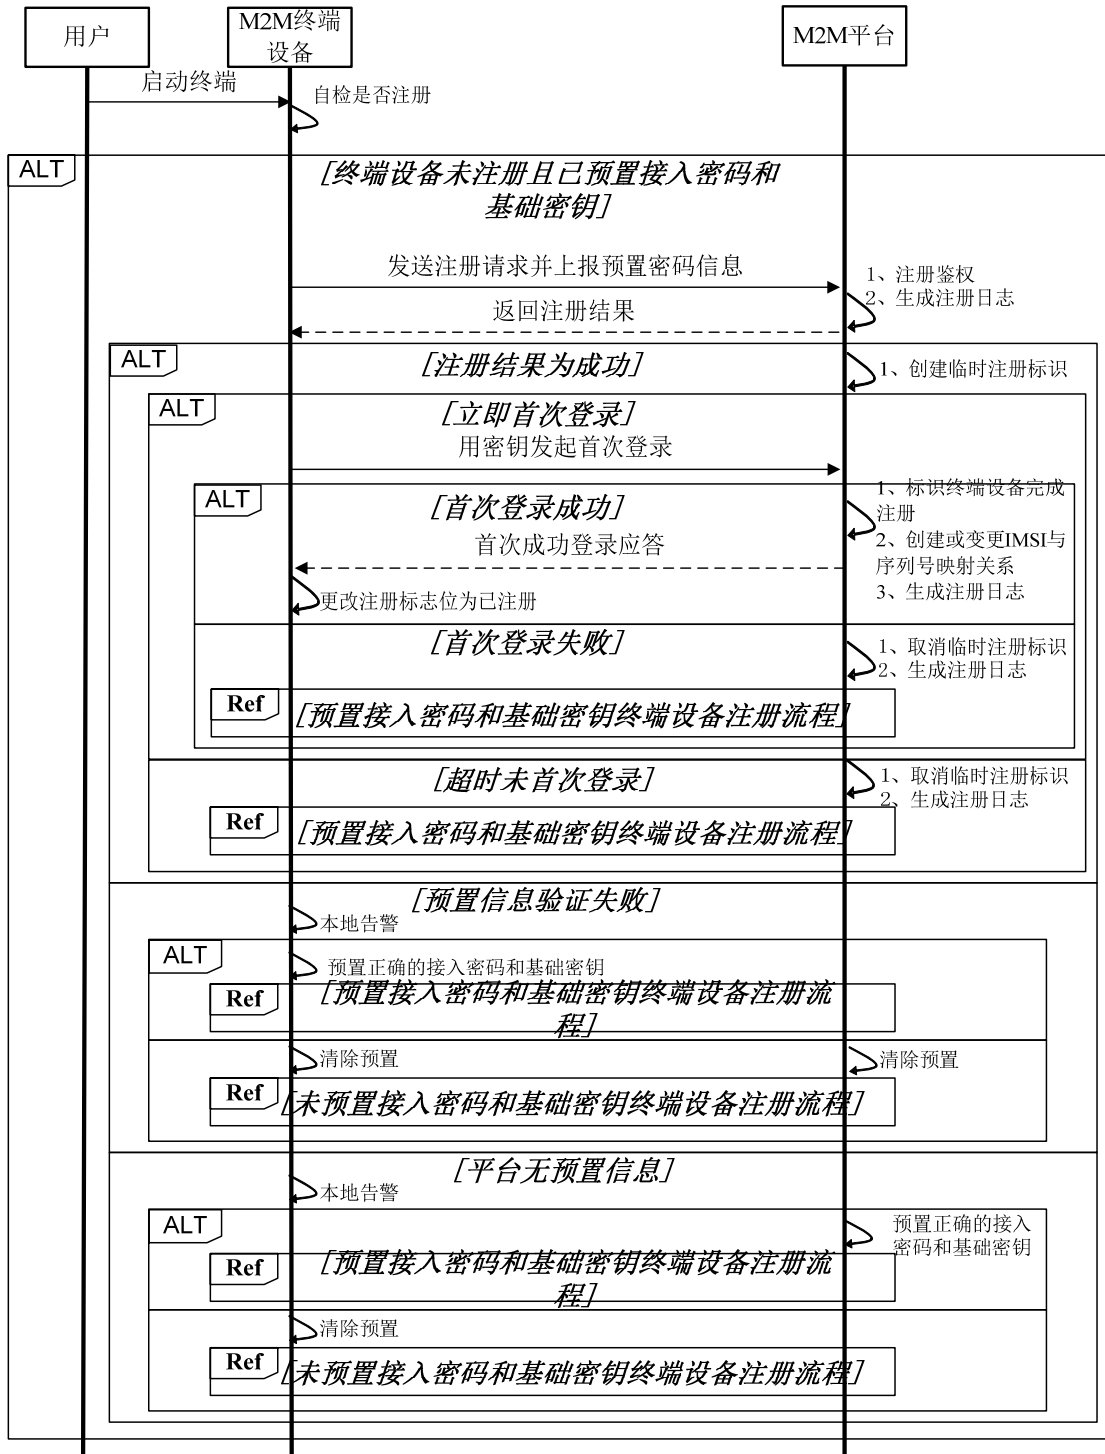 用户
M2M终端
设备
M2M平台
启动终端
自检是否注册
ALT
[终端设备未注册且已预置接入密码和
基础密钥]
发送注册请求并上报预置密码信息
1、注册鉴权
2、生成注册日志
返回注册结果
ALT
[注册结果为成功]
1、创建临时注册标识
ALT
[立即首次登录]
用密钥发起首次登录
ALT
[首次登录成功]
1、标识终端设备完成
注册
2、创建或变更IMSI与
序列号映射关系
3、生成注册日志
首次成功登录应答
更改注册标志位为已注册
[首次登录失败]
1、取消临时注册标识
2、生成注册日志
Ref
[预置接入密码和基础密钥终端设备注册流程]
[超时未首次登录]
1、取消临时注册标识
2、生成注册日志
Ref
[预置接入密码和基础密钥终端设备注册流程]
[预置信息验证失败]
本地告警
ALT
预置正确的接入密码和基础密钥
Ref
[预置接入密码和基础密钥终端设备注册流
程]
清除预置
清除预置
Ref
[未预置接入密码和基础密钥终端设备注册流程]
[平台无预置信息]
本地告警
ALT
预置正确的接入
密码和基础密钥
Ref
[预置接入密码和基础密钥终端设备注册流
程]
清除预置
Ref
[未预置接入密码和基础密钥终端设备注册流程]